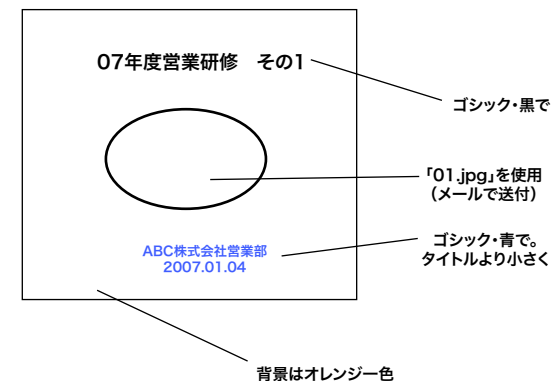 07年度営業研修　その1
ゴシック・黒で
「01.jpg」を使用
（メールで送付）
ABC株式会社営業部
2007.01.04
ゴシック・青で。
タイトルより小さく
背景はオレンジ一色